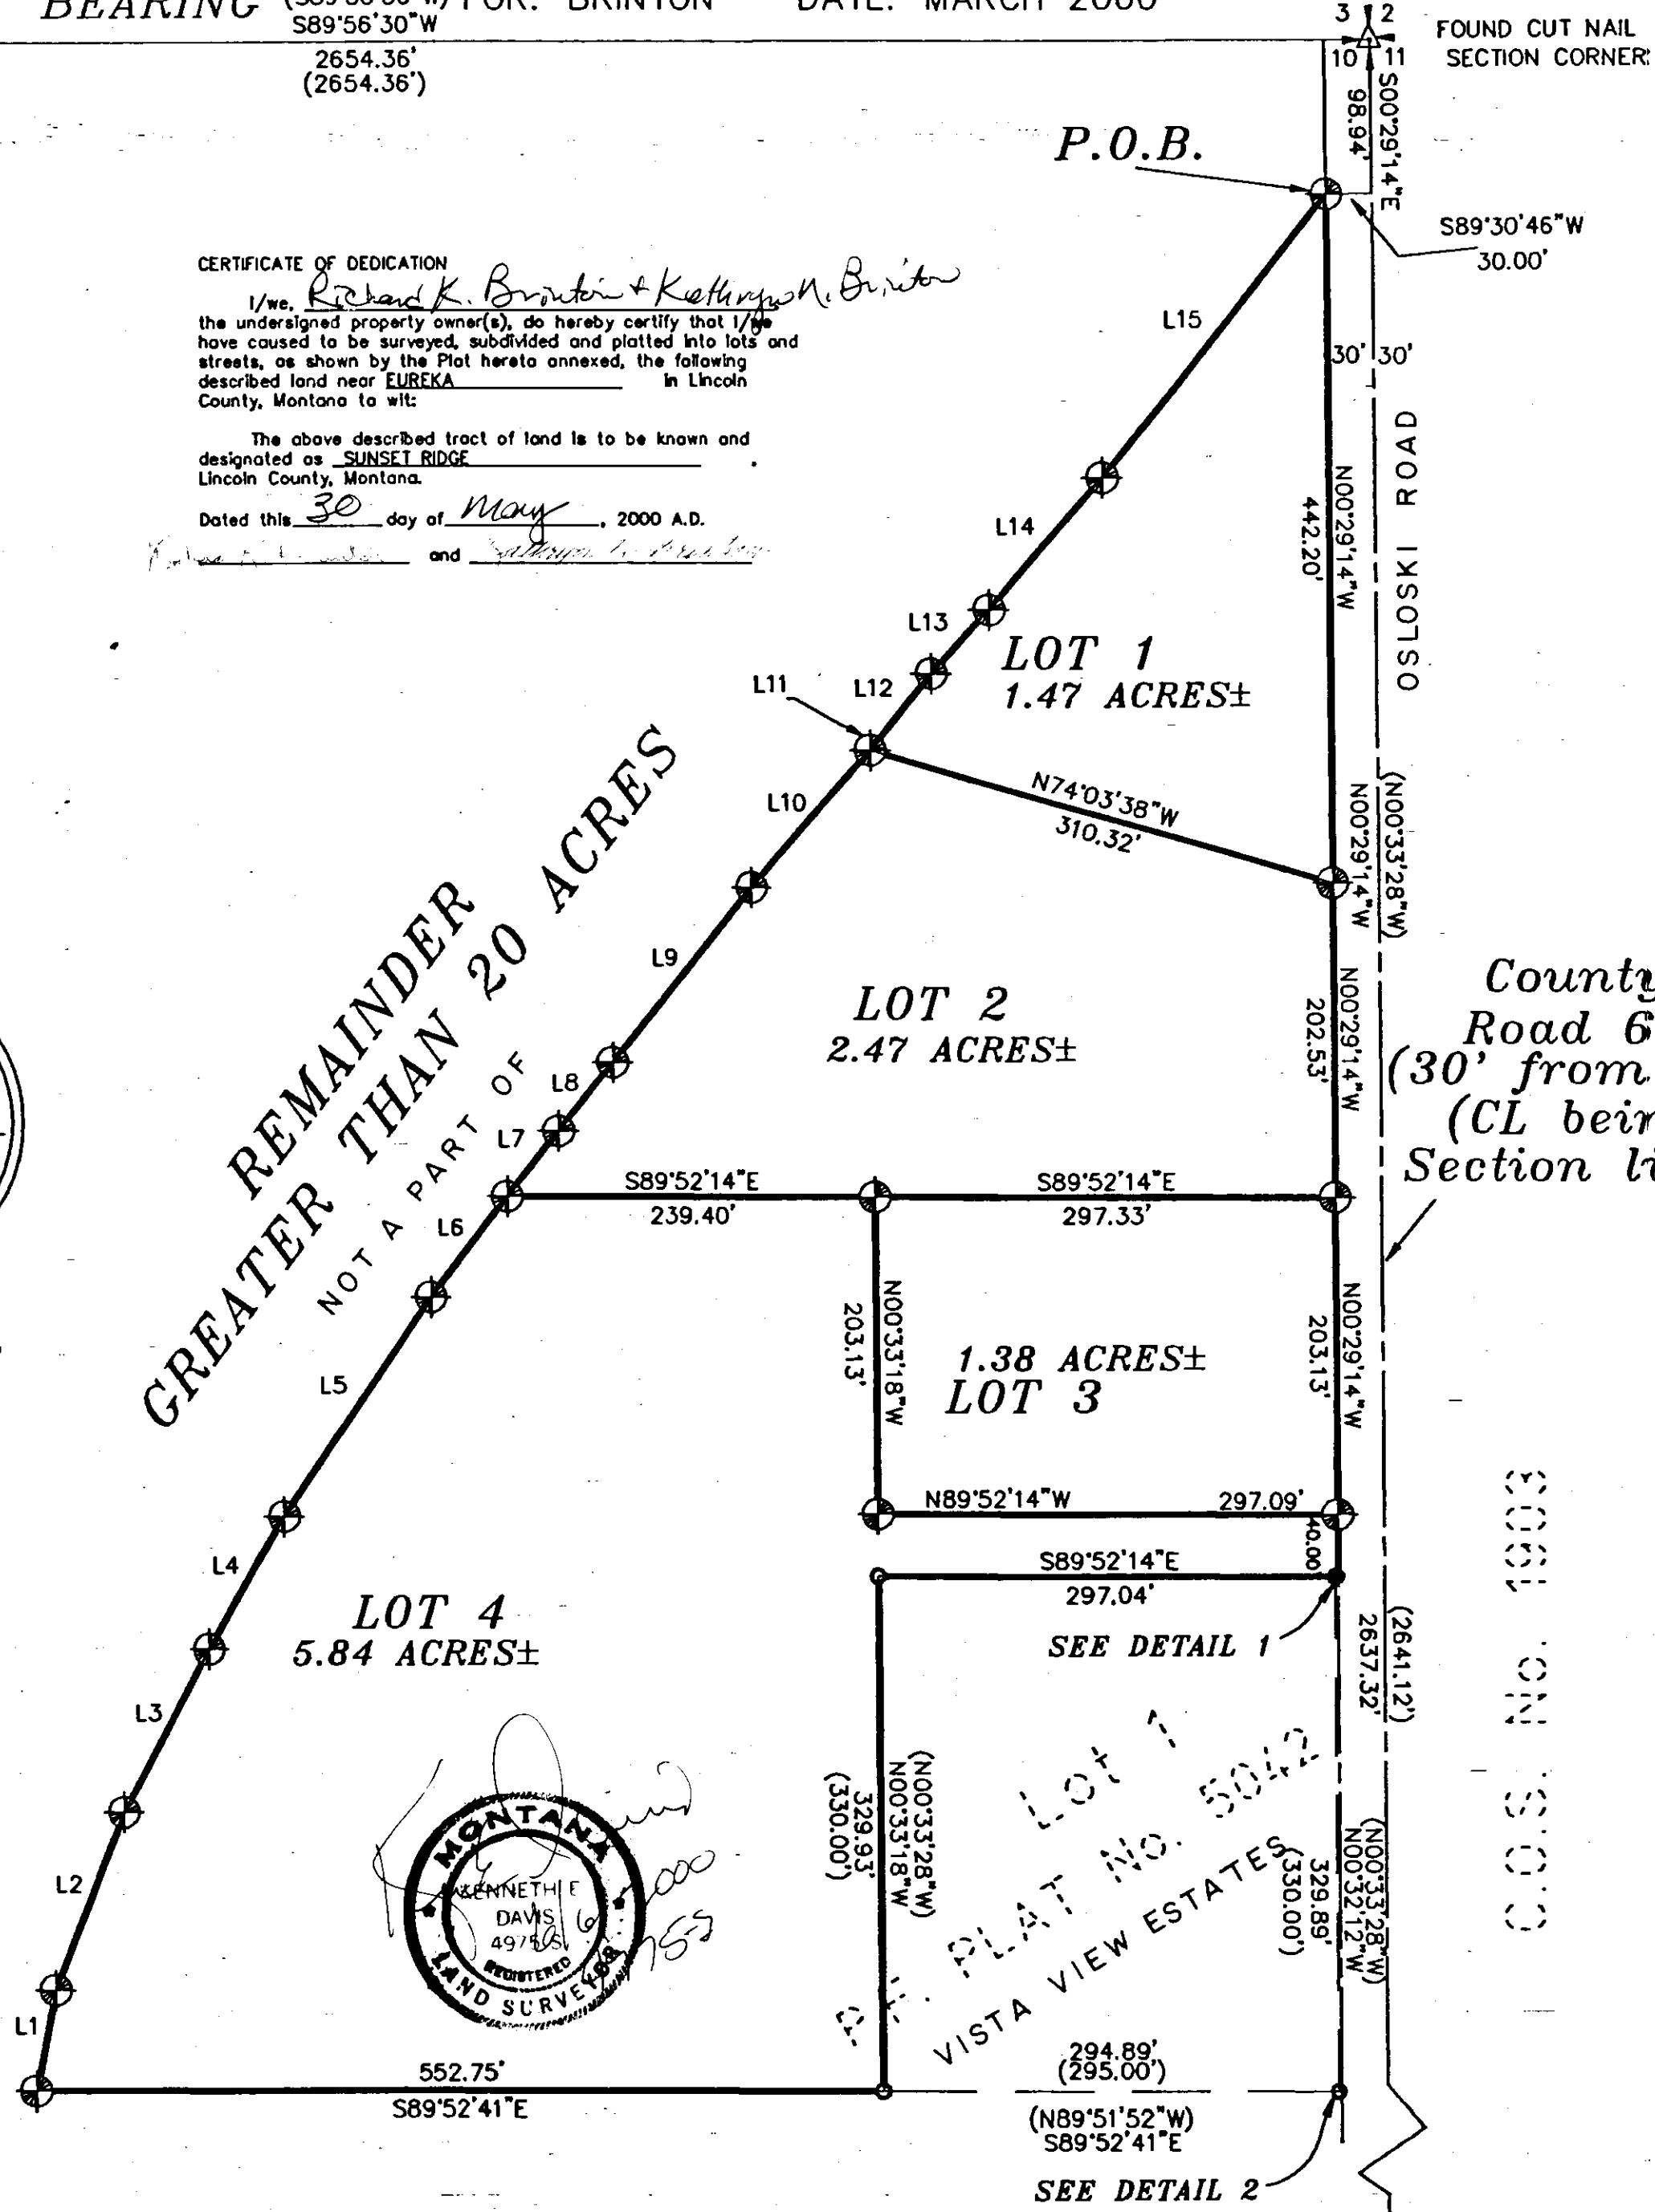 BEARING (S89°56'30"W) FOR: BRINTON DATE: MARCH 2000
S89°56'30"W
2654.36'
(2654.36')
3 2
10 11
FOUND CUT NAIL
SECTION CORNER
S00°29'14"E
98.94'
P.O.B.
S89°30'46"W
30.00'
CERTIFICATE OF DEDICATION
I/we, Richard K. Brinton & Kathryn N. Brinton
the undersigned property owner(s), do hereby certify that I/we
have caused to be surveyed, subdivided and platted into lots and
streets, as shown by the Plat hereto annexed, the following
described land near EUREKA in Lincoln
County, Montana to wit:
The above described tract of land is to be known and
designated as SUNSET RIDGE .
Lincoln County, Montana.
Dated this 30 day of May, 2000 A.D.
and
L15
30' 30'
OSLOSKI ROAD
N00°29'14"W
442.20'
L14
L13
LOT 1
1.47 ACRES±
L12
L11
N74°03'38"W
310.32'
L10
(N00°33'28"W)
N00°29'14"W
REMAINDER
GREATER THAN 20 ACRES
NOT A PART OF
L9
LOT 2
2.47 ACRES±
N00°29'14"W
202.53'
County
Road 6
(30' from
(CL bein
Section li
L8
L7
S89°52'14"E
239.40'
S89°52'14"E
297.33'
L6
N00°33'18"W
203.13'
1.38 ACRES±
LOT 3
N00°29'14"W
203.13'
L5
N89°52'14"W 297.09'
40.00
S89°52'14"E
297.04'
SEE DETAIL 1
C.O.S. NO. 1903
L4
LOT 4
5.84 ACRES±
(2641.12')
2637.32'
L3
(N00°33'28"W)
N00°33'18"W
329.93'
(330.00')
Lot 1
PLAT No. 5042
VISTA VIEW ESTATES
(N00°33'28"W)
N00°32'12"W
329.89'
(330.00')
MONTANA
KENNETH E
DAVIS
4975 S
REGISTERED
LAND SURVEYOR
L2
L1
552.75'
S89°52'41"E
294.89'
(295.00')
(N89°51'52"W)
S89°52'41"E
SEE DETAIL 2